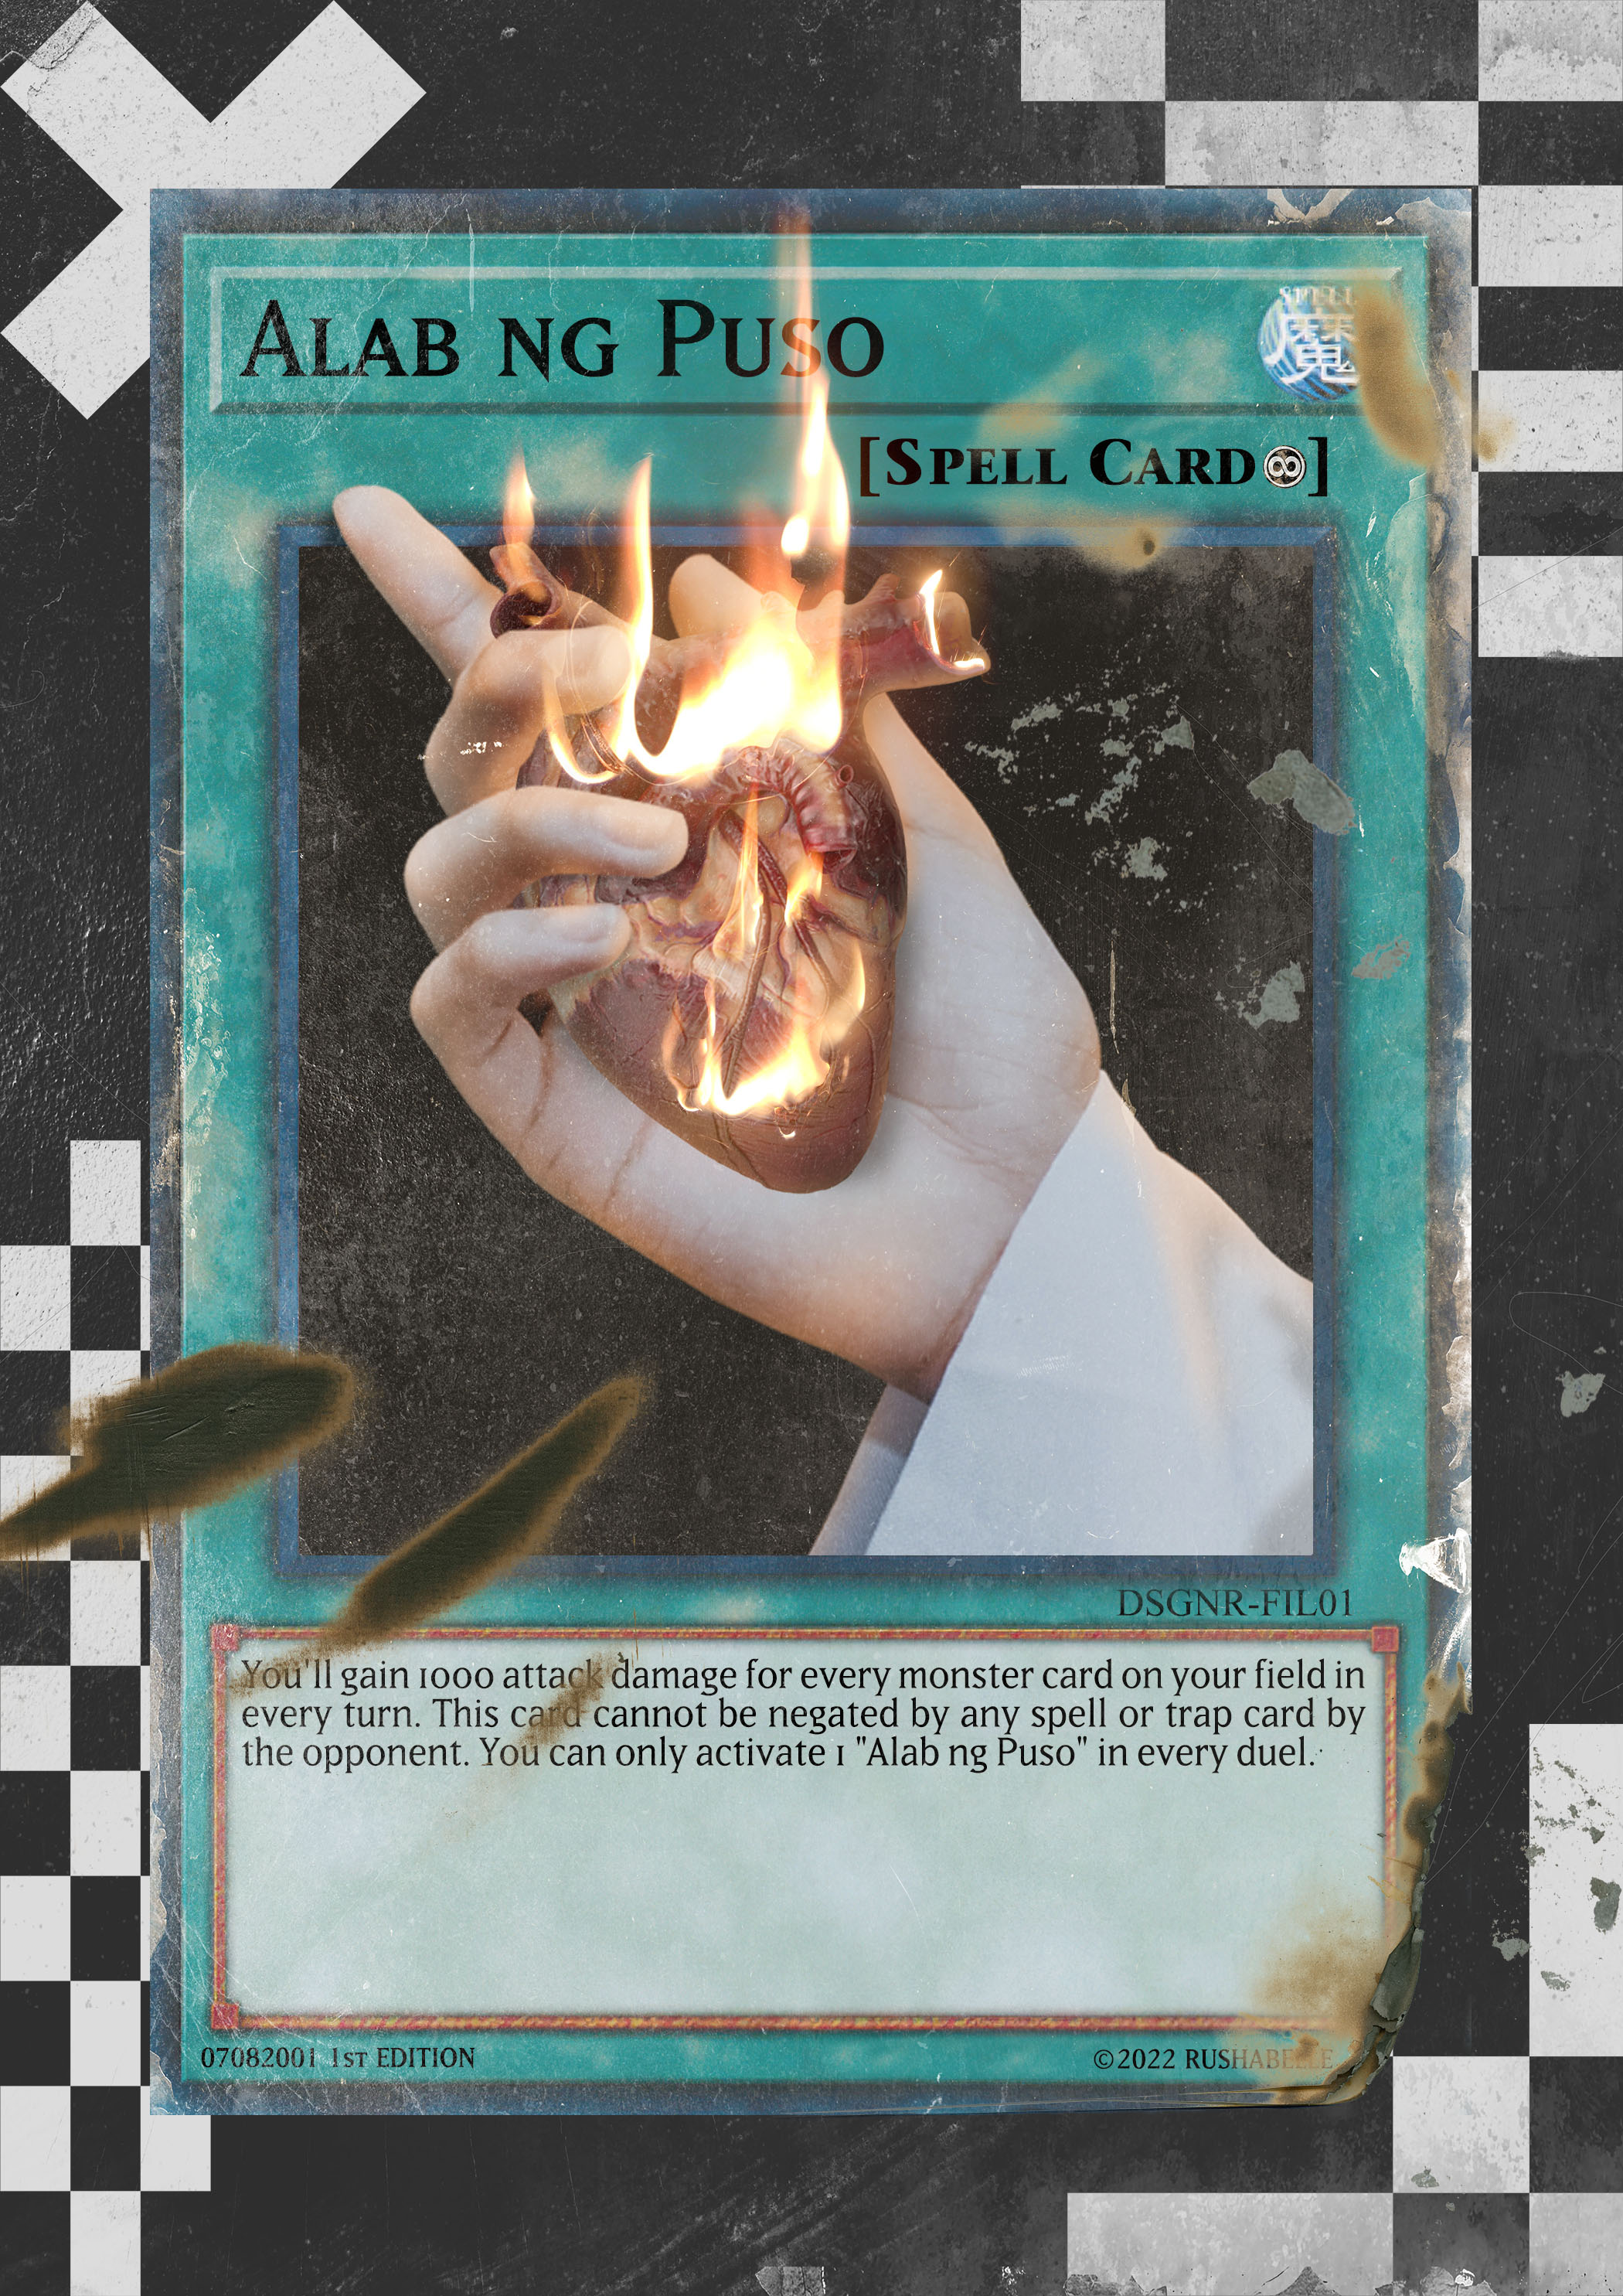 ALAB NG PUSO
SPELL
魔
[SPELL CARD∞]
DSGNR-FIL01
You'll gain 1000 attack damage for every monster card on your field in
every turn. This card cannot be negated by any spell or trap card by
the opponent. You can only activate 1 "Alab ng Puso" in every duel.
07082001 1ST EDITION
©2022 RUSHABELLE